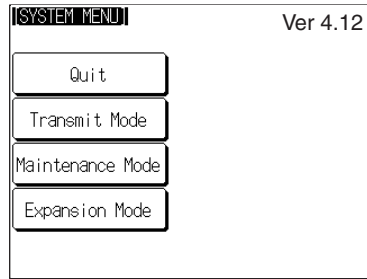 [SYSTEM MENU]
Ver 4.12
Quit
Transmit Mode
Maintenance Mode
Expansion Mode